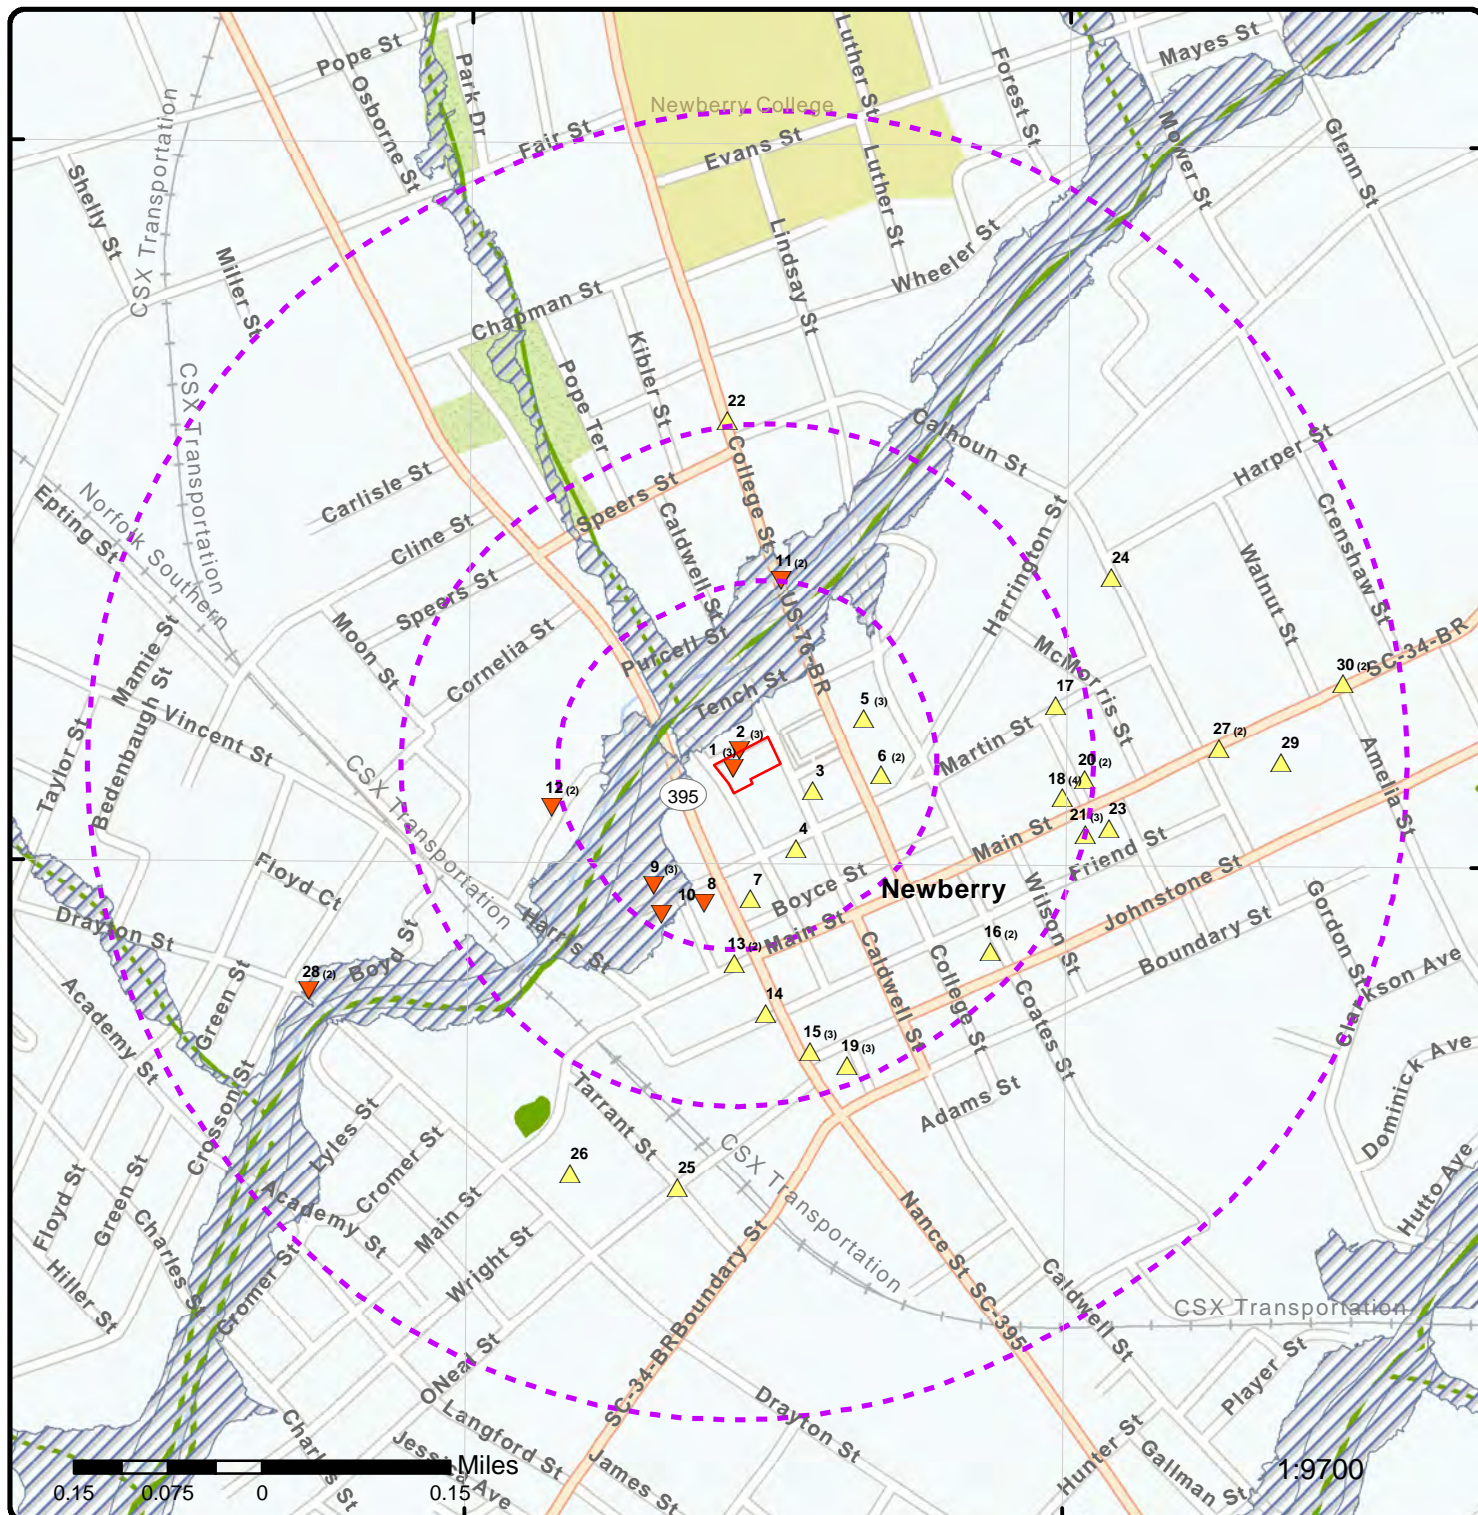 Pope St
Park Dr
Osborne St
Fair St
Newberry College
Luther St
Forest St
Mayes St
Evans St
Luther St
Mower St
Glenn St
Shelly St
CSX Transportation
Miller St
Lindsay St
Wheeler St
Chapman St
Kibler St
Pope Ter
CSX Transportation
22
College St
Calhoun St
Harper St
Carlisle St
Speers St
Norfolk Southern
Epting St
Cline St
Caldwell St
Crenshaw St
Harrington St
Walnut St
11 (2)
24
Speers St
Moon St
Cornelia St
Purcell St
US-76-BR
McMorris St
SC-34-BR
Mamie St
Bedenbaugh St
Taylor St
Vincent St
Tench St
30 (2)
17
5 (3)
2 (3)
1 (3)
27 (2)
29
Martin St
6 (2)
20 (2)
18 (4)
3
CSX Transportation
12 (2)
395
Amelia St
21 (3)
23
4
Main St
Friend St
Floyd Ct
9 (3)
10
8
7
Boyce St
Newberry
Wilson St
Johnstone St
Gordon St
Drayton St
Boyd St
Harris St
13 (2)
Main St
Caldwell St
College St
16 (2)
Boundary St
Clarkson Ave
28 (2)
Green St
Academy St
14
Coates St
15 (3)
19 (3)
Dominick Ave
Crosson St
Tarrant St
Adams St
Lyles St
Cromer St
26
25
CSX Transportation
Floyd St
Green St
Academy St
Main St
Hutto Ave
Charles St
Wright St
Nance St
SC-395
Hiller St
Cromer St
Boundary St
SC-34-BR
Caldwell St
CSX Transportation
ONeal St
Player St
Drayton St
Langford St
Charles St
Jessica Ave
James St
Hunter St
Gallman St
Miles
0.15 0.075 0 0.15
1:9700